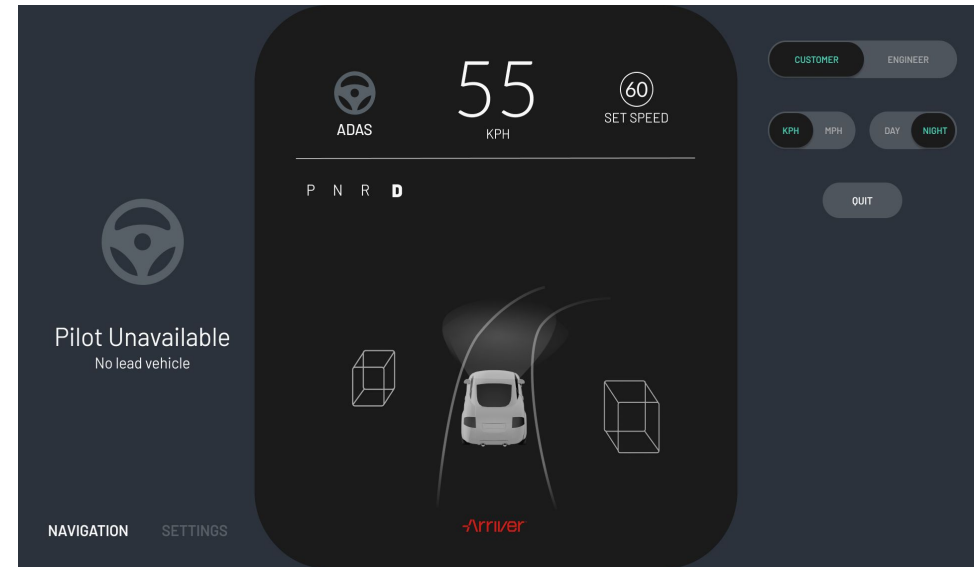 55
60
ADAS
KPH
SET SPEED
P N R D
Pilot Unavailable
No lead vehicle
NAVIGATION SETTINGS
Arriver
CUSTOMER ENGINEER
KPH MPH DAY NIGHT
QUIT